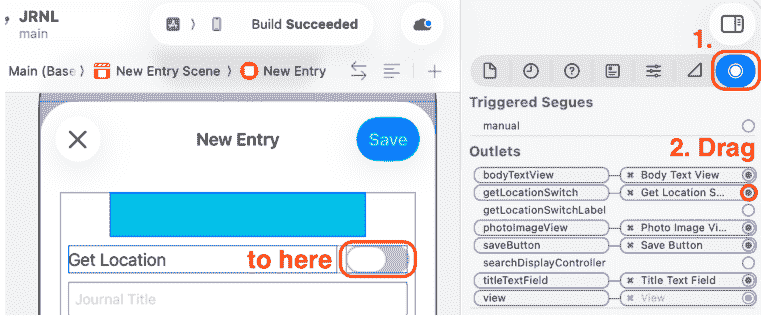 JRNL
main
Build Succeeded
1.
Main (Base
New Entry Scene
New Entry
New Entry
Save
Get Location
to here
Journal Title
Triggered Segues
manual
Outlets
2. Drag
bodyTextView
Body Text View
getLocationSwitch
Get Location S...
getLocationSwitchLabel
photoImageView
Photo Image Vi...
saveButton
Save Button
searchDisplayController
titleTextField
Title Text Field
view
View